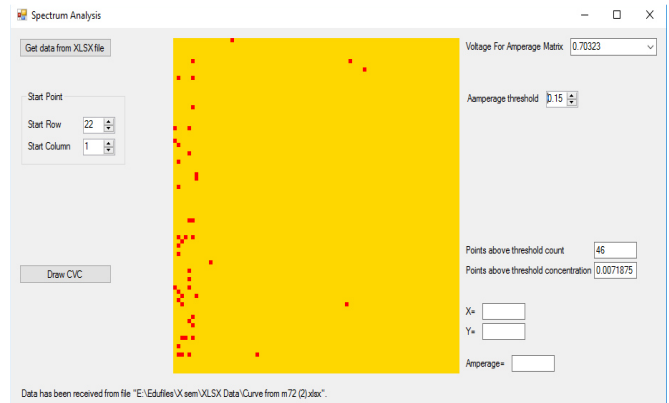 Spectrum Analysis
Get data from XLSX file
Voltage For Amperage Matrix 0.70323
Start Point
Aamperage threshold 0.15
Start Row 22
Start Column 1
Points above threshold count 46
Draw CVC
Points above threshold concentration 0.0071875
X=
Y=
Amperage=
Data has been received from file "E:\Edufiles\X sem\XLSX Data\Curve from m72 (2).xlsx".